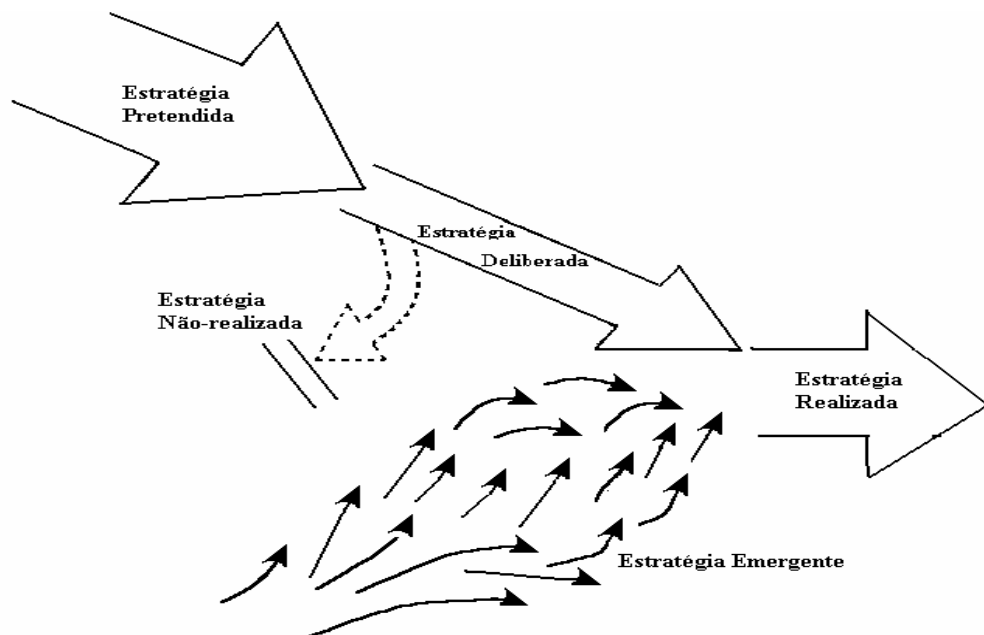 Estratégia
Pretendida
Estratégia
Deliberada
Estratégia
Não-realizada
Estratégia
Realizada
Estratégia Emergente